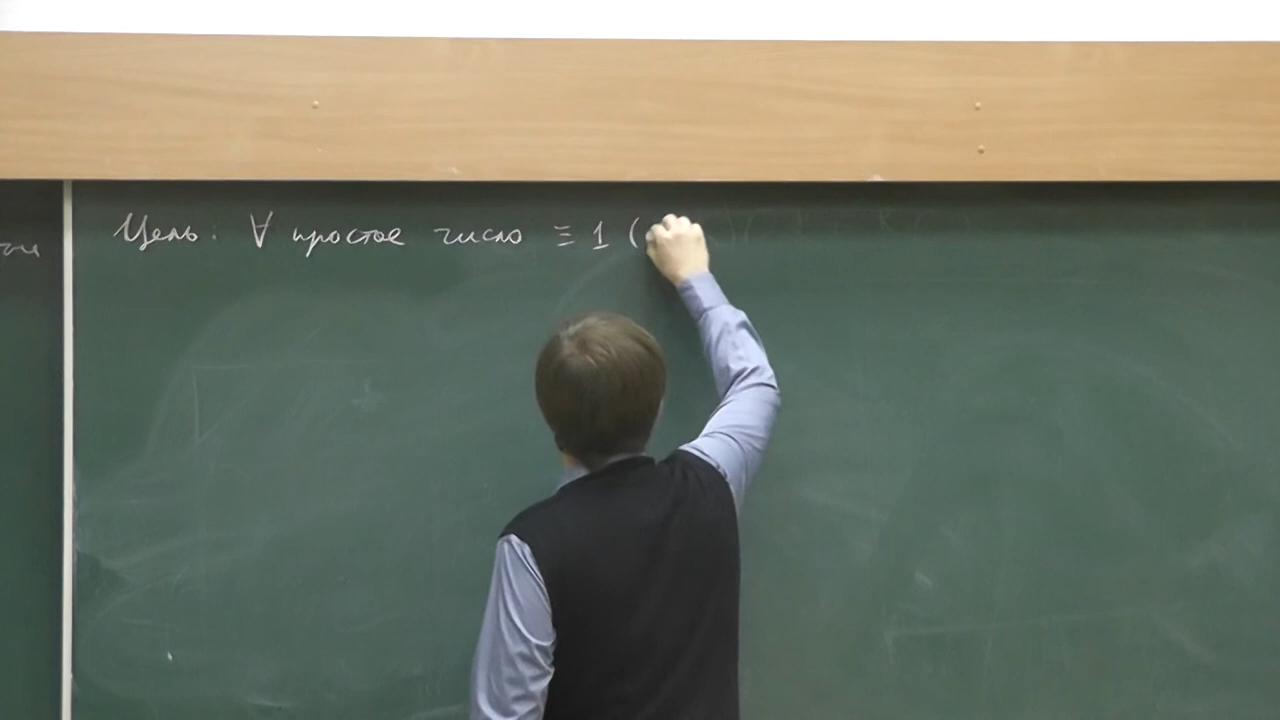 Цель: ∀ простое число ≡ 1 (